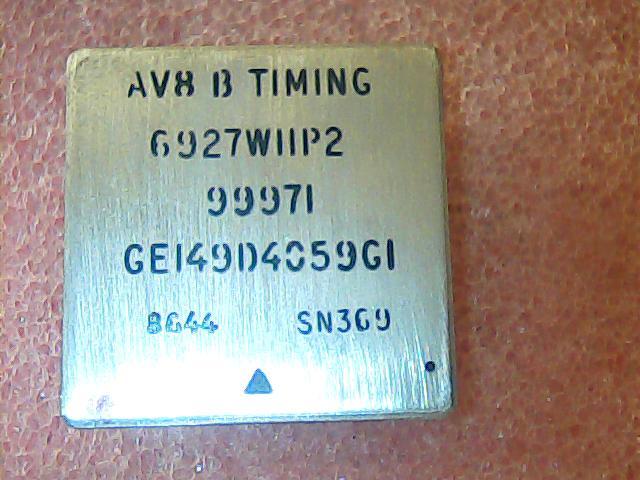 AV8 B TIMING
6927W11P2
99971
GE149D4059G1
8644 SN369